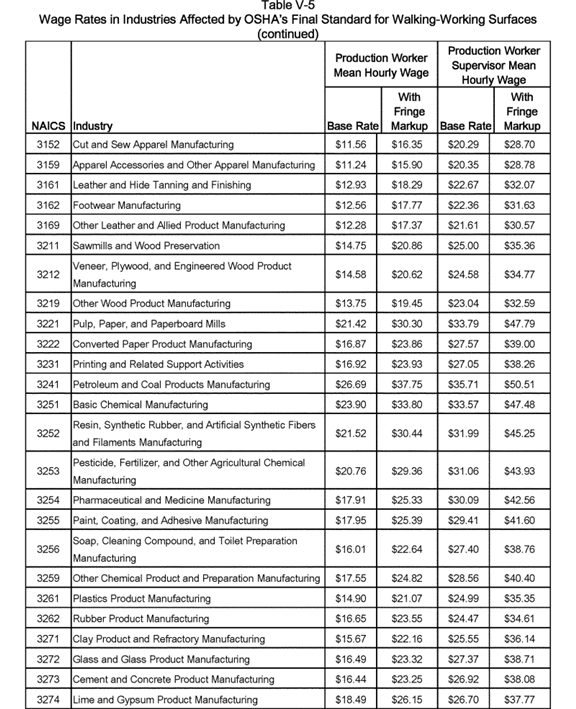 Table V-5
Wage Rates in Industries Affected by OSHA's Final Standard for Walking-Working Surfaces
(continued)
Production Worker
Mean Hourly Wage
Production Worker
Supervisor Mean
Hourly Wage
NAICS Industry Base Rate With Fringe Markup Base Rate With Fringe Markup
3152 Cut and Sew Apparel Manufacturing $11.56 $16.35 $20.29 $28.70
3159 Apparel Accessories and Other Apparel Manufacturing $11.24 $15.90 $20.35 $28.78
3161 Leather and Hide Tanning and Finishing $12.93 $18.29 $22.67 $32.07
3162 Footwear Manufacturing $12.56 $17.77 $22.36 $31.63
3169 Other Leather and Allied Product Manufacturing $12.28 $17.37 $21.61 $30.57
3211 Sawmills and Wood Preservation $14.75 $20.86 $25.00 $35.36
3212 Veneer, Plywood, and Engineered Wood Product
Manufacturing $14.58 $20.62 $24.58 $34.77
3219 Other Wood Product Manufacturing $13.75 $19.45 $23.04 $32.59
3221 Pulp, Paper, and Paperboard Mills $21.42 $30.30 $33.79 $47.79
3222 Converted Paper Product Manufacturing $16.87 $23.86 $27.57 $39.00
3231 Printing and Related Support Activities $16.92 $23.93 $27.05 $38.26
3241 Petroleum and Coal Products Manufacturing $26.69 $37.75 $35.71 $50.51
3251 Basic Chemical Manufacturing $23.90 $33.80 $33.57 $47.48
3252 Resin, Synthetic Rubber, and Artificial Synthetic Fibers
and Filaments Manufacturing $21.52 $30.44 $31.99 $45.25
3253 Pesticide, Fertilizer, and Other Agricultural Chemical
Manufacturing $20.76 $29.36 $31.06 $43.93
3254 Pharmaceutical and Medicine Manufacturing $17.91 $25.33 $30.09 $42.56
3255 Paint, Coating, and Adhesive Manufacturing $17.95 $25.39 $29.41 $41.60
3256 Soap, Cleaning Compound, and Toilet Preparation
Manufacturing $16.01 $22.64 $27.40 $38.76
3259 Other Chemical Product and Preparation Manufacturing $17.55 $24.82 $28.56 $40.40
3261 Plastics Product Manufacturing $14.90 $21.07 $24.99 $35.35
3262 Rubber Product Manufacturing $16.65 $23.55 $24.47 $34.61
3271 Clay Product and Refractory Manufacturing $15.67 $22.16 $25.55 $36.14
3272 Glass and Glass Product Manufacturing $16.49 $23.32 $27.37 $38.71
3273 Cement and Concrete Product Manufacturing $16.44 $23.25 $26.92 $38.08
3274 Lime and Gypsum Product Manufacturing $18.49 $26.15 $26.70 $37.77